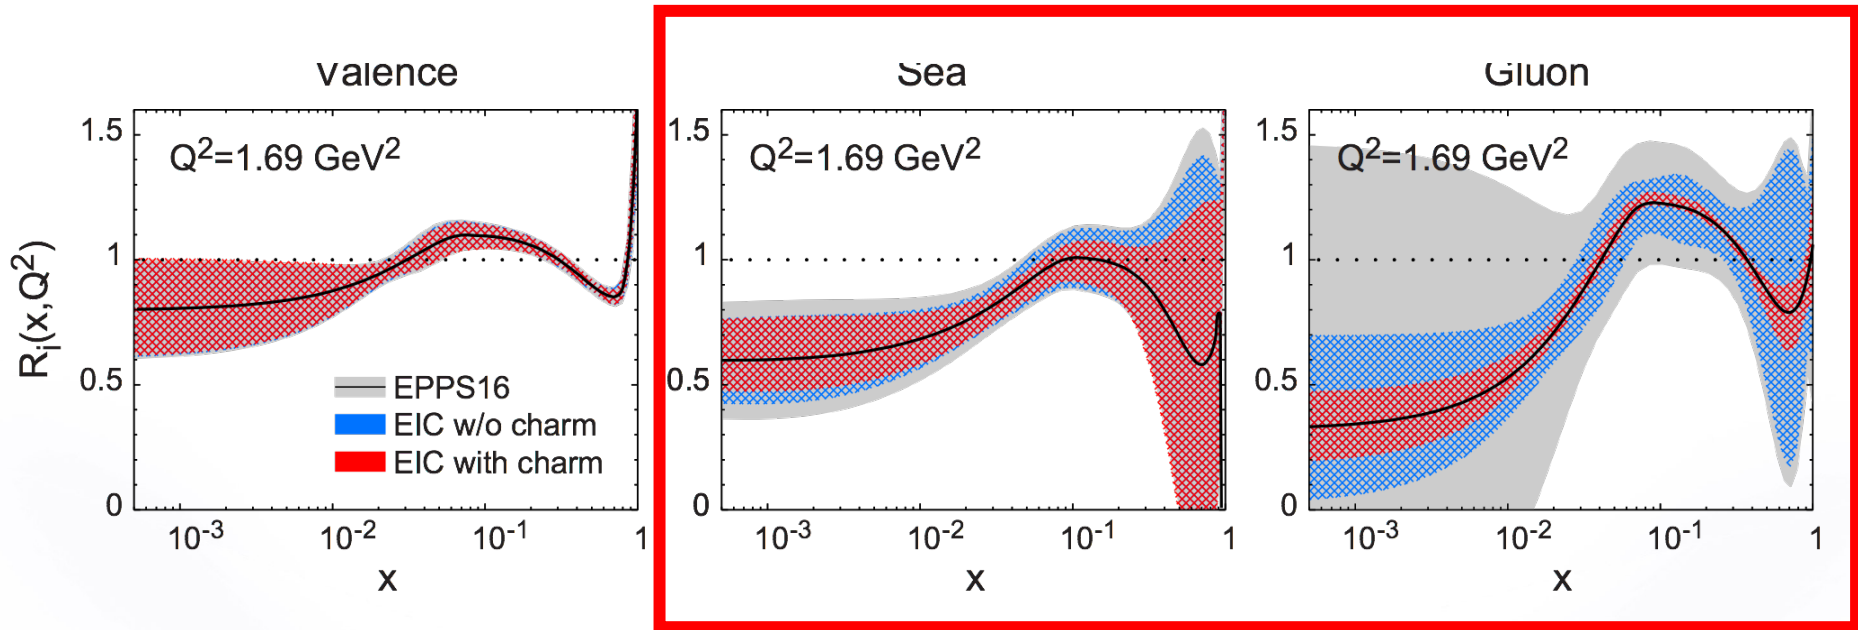 Valence
Sea
Gluon
R_i(x,Q²)
1.5
1
0.5
0
Q²=1.69 GeV²
EPPS16
EIC w/o charm
EIC with charm
10⁻³
10⁻²
10⁻¹
1
x
1.5
1
0.5
0
Q²=1.69 GeV²
10⁻³
10⁻²
10⁻¹
1
x
1.5
1
0.5
0
Q²=1.69 GeV²
10⁻³
10⁻²
10⁻¹
1
x